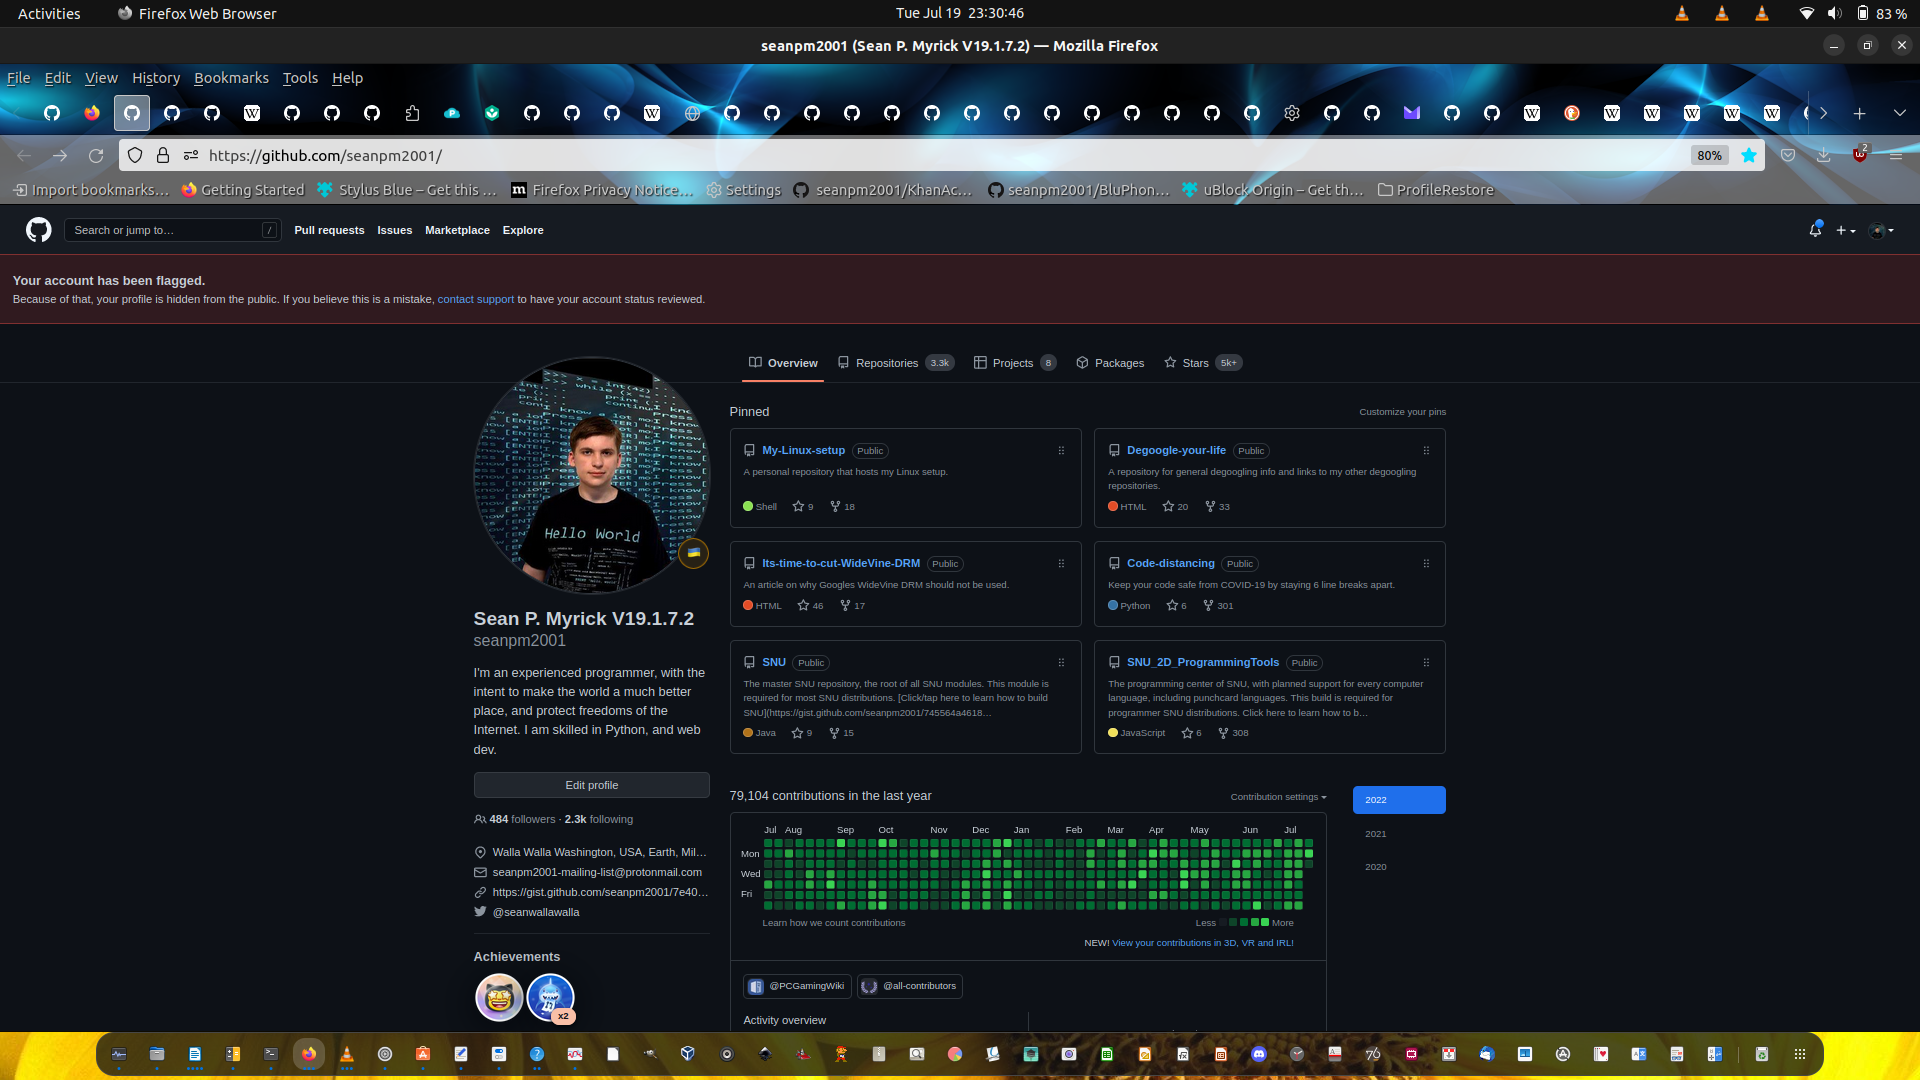 Activities
Firefox Web Browser
Tue Jul 19 23:30:46
83 %
seanpm2001 (Sean P. Myrick V19.1.7.2) — Mozilla Firefox
File Edit View History Bookmarks Tools Help
https://github.com/seanpm2001/
80%
2
Import bookmarks…
Getting Started
Stylus Blue – Get this …
Firefox Privacy Notice…
Settings
seanpm2001/KhanAc…
seanpm2001/BluPhon…
uBlock Origin – Get th…
ProfileRestore
Search or jump to… /
Pull requests Issues Marketplace Explore
Your account has been flagged.
Because of that, your profile is hidden from the public. If you believe this is a mistake, contact support to have your account status reviewed.
Overview
Repositories 3.3k
Projects 8
Packages
Stars 5k+
Hello World
Sean P. Myrick V19.1.7.2
seanpm2001
I'm an experienced programmer, with the
intent to make the world a much better
place, and protect freedoms of the
Internet. I am skilled in Python, and web
dev.
Edit profile
484 followers · 2.3k following
Walla Walla Washington, USA, Earth, Mil…
seanpm2001-mailing-list@protonmail.com
https://gist.github.com/seanpm2001/7e40…
@seanwallawalla
Achievements
x2
Pinned
Customize your pins
My-Linux-setup Public
A personal repository that hosts my Linux setup.
Shell 9 18
Degoogle-your-life Public
A repository for general degoogling info and links to my other degoogling
repositories.
HTML 20 33
Its-time-to-cut-WideVine-DRM Public
An article on why Googles WideVine DRM should not be used.
HTML 46 17
Code-distancing Public
Keep your code safe from COVID-19 by staying 6 line breaks apart.
Python 6 301
SNU Public
The master SNU repository, the root of all SNU modules. This module is
required for most SNU distributions. [Click/tap here to learn how to build
SNU](https://gist.github.com/seanpm2001/745564a4618…
Java 9 15
SNU_2D_ProgrammingTools Public
The programming center of SNU, with planned support for every computer
language, including punchcard languages. This build is required for
programmer SNU distributions. Click here to learn how to b…
JavaScript 6 308
79,104 contributions in the last year
Contribution settings
2022
2021
2020
Jul Aug Sep Oct Nov Dec Jan Feb Mar Apr May Jun Jul
Mon
Wed
Fri
Learn how we count contributions
Less More
NEW! View your contributions in 3D, VR and IRL!
@PCGamingWiki
@all-contributors
Activity overview